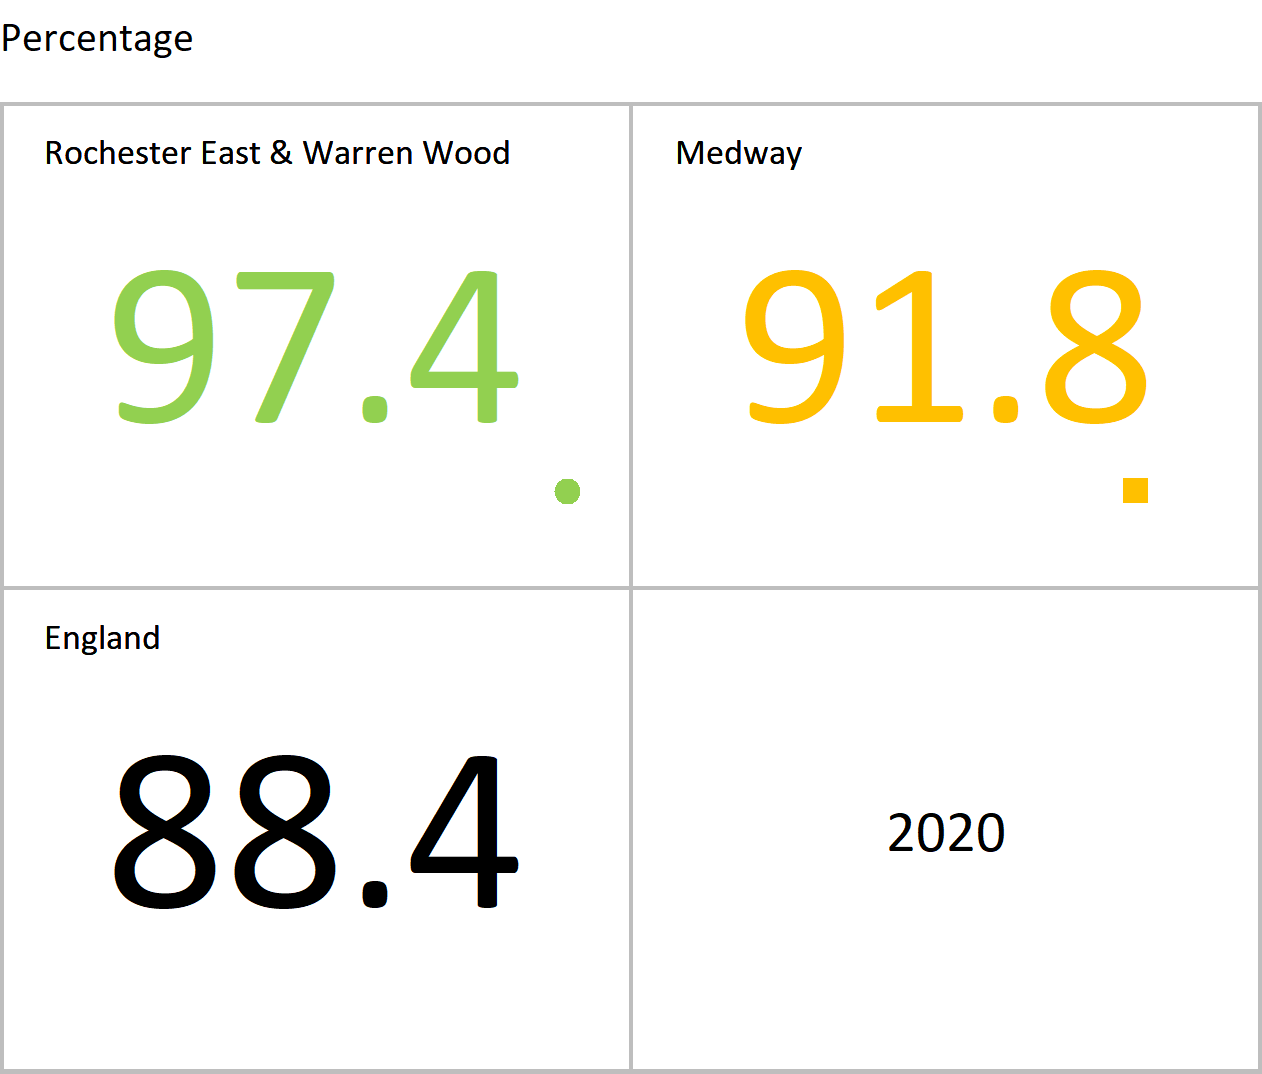 Percentage
Rochester East & Warren Wood
97.4
Medway
91.8
England
88.4
2020